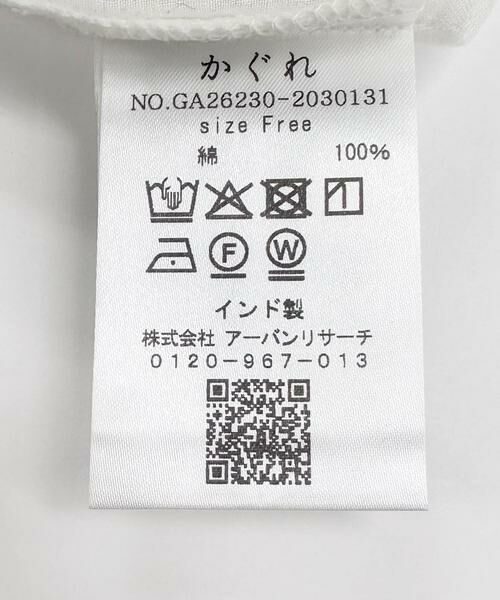 かぐれ
NO.GA26230-2030131
size Free
綿 100%
F W
インド製
株式会社 アーバンリサーチ
0120-967-013